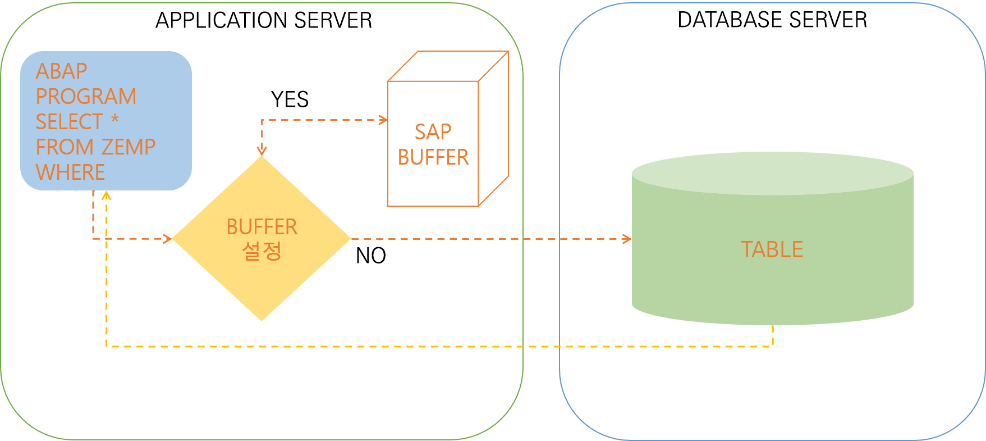 APPLICATION SERVER
DATABASE SERVER
ABAP
PROGRAM
SELECT *
FROM ZEMP
WHERE
YES
SAP
BUFFER
BUFFER
설정
NO
TABLE